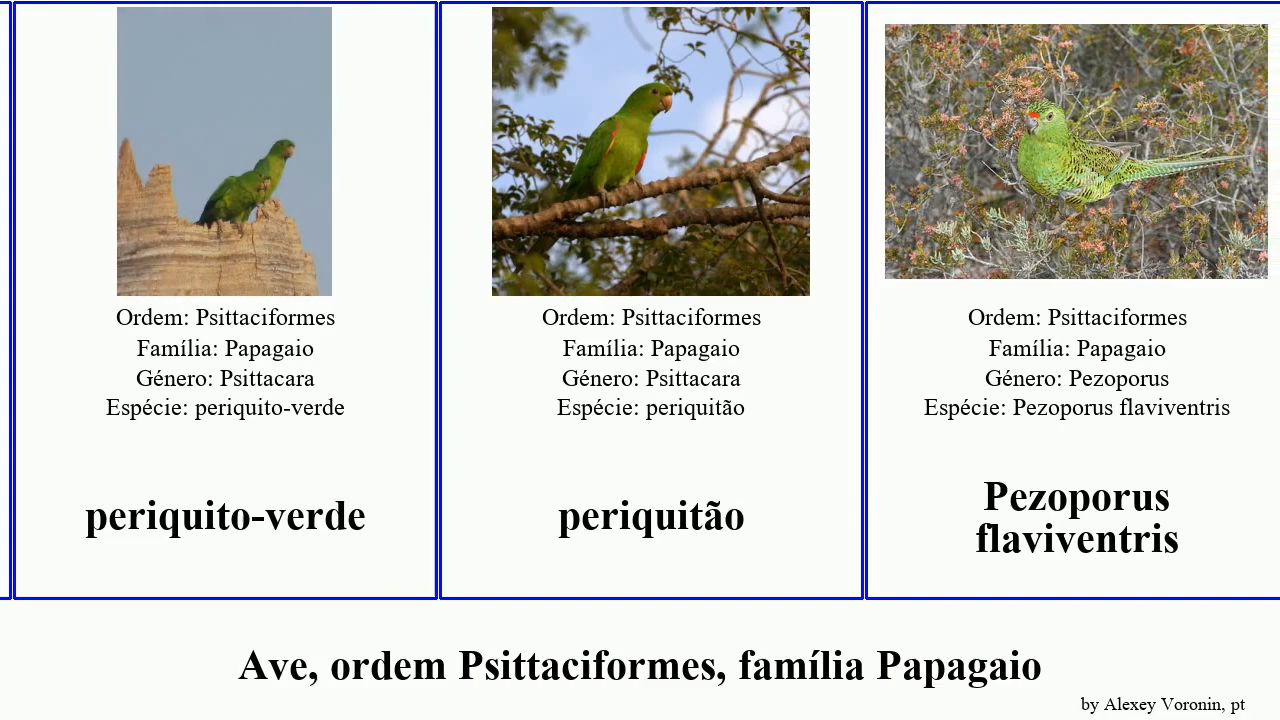 Ordem: Psittaciformes
Família: Papagaio
Género: Psittacara
Espécie: periquito-verde
periquito-verde
Ordem: Psittaciformes
Família: Papagaio
Género: Psittacara
Espécie: periquitão
periquitão
Ordem: Psittaciformes
Família: Papagaio
Género: Pezoporus
Espécie: Pezoporus flaviventris
Pezoporus
flaviventris
Ave, ordem Psittaciformes, família Papagaio
by Alexey Voronin, pt